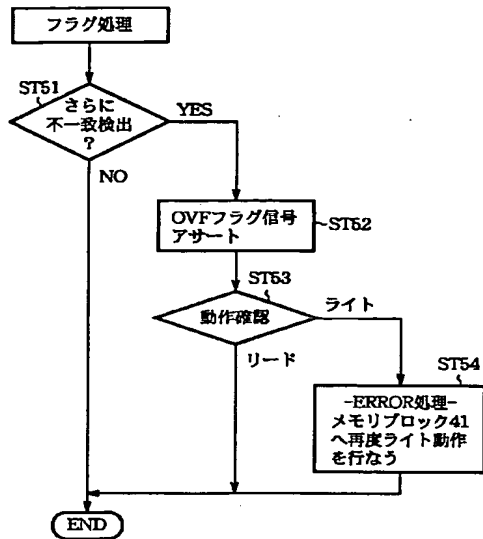 フラグ処理
ST51
さらに
不一致検出
?
YES
NO
OVFフラグ信号
アサート
ST52
ST53
動作確認
ライト
リード
ST54
-ERROR処理-
メモリブロック41
へ再度ライト動作
を行なう
END